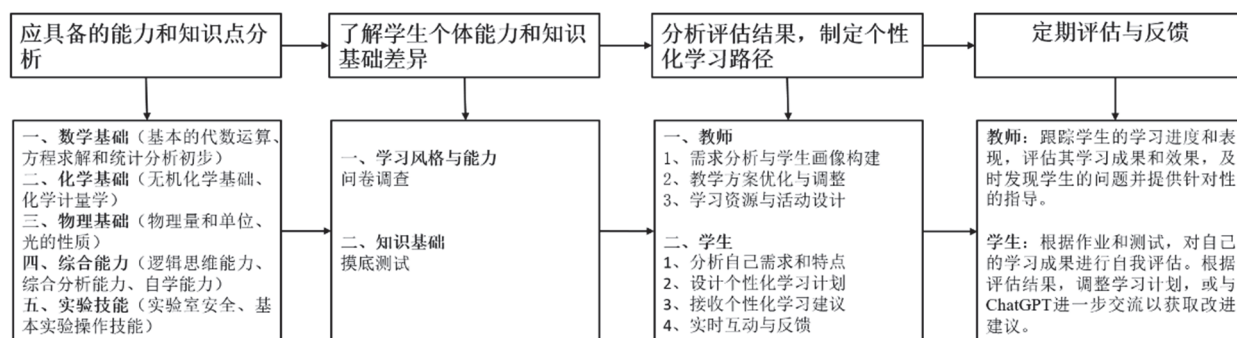 应具备的能力和知识点分
析
了解学生个体能力和知识
基础差异
分析评估结果，制定个性
化学习路径
定期评估与反馈
一、数学基础（基本的代数运算、
方程求解和统计分析初步）
二、化学基础（无机化学基础、
化学计量学）
三、物理基础（物理量和单位、
光的性质）
四、综合能力（逻辑思维能力、
综合分析能力、自学能力）
五、实验技能（实验室安全、基
本实验操作技能）
一、学习风格与能力
问卷调查
二、知识基础
摸底测试
一、教师
1、需求分析与学生画像构建
2、教学方案优化与调整
3、学习资源与活动设计
二、学生
1、分析自己需求和特点
2、设计个性化学习计划
3、接收个性化学习建议
4、实时互动与反馈
教师：跟踪学生的学习进度和表
现，评估其学习成果和效果，及
时发现学生的问题并提供针对性
的指导。
学生：根据作业和测试，对自己
的学习成果进行自我评估。根据
评估结果，调整学习计划，或与
ChatGPT进一步交流以获取改进
建议。